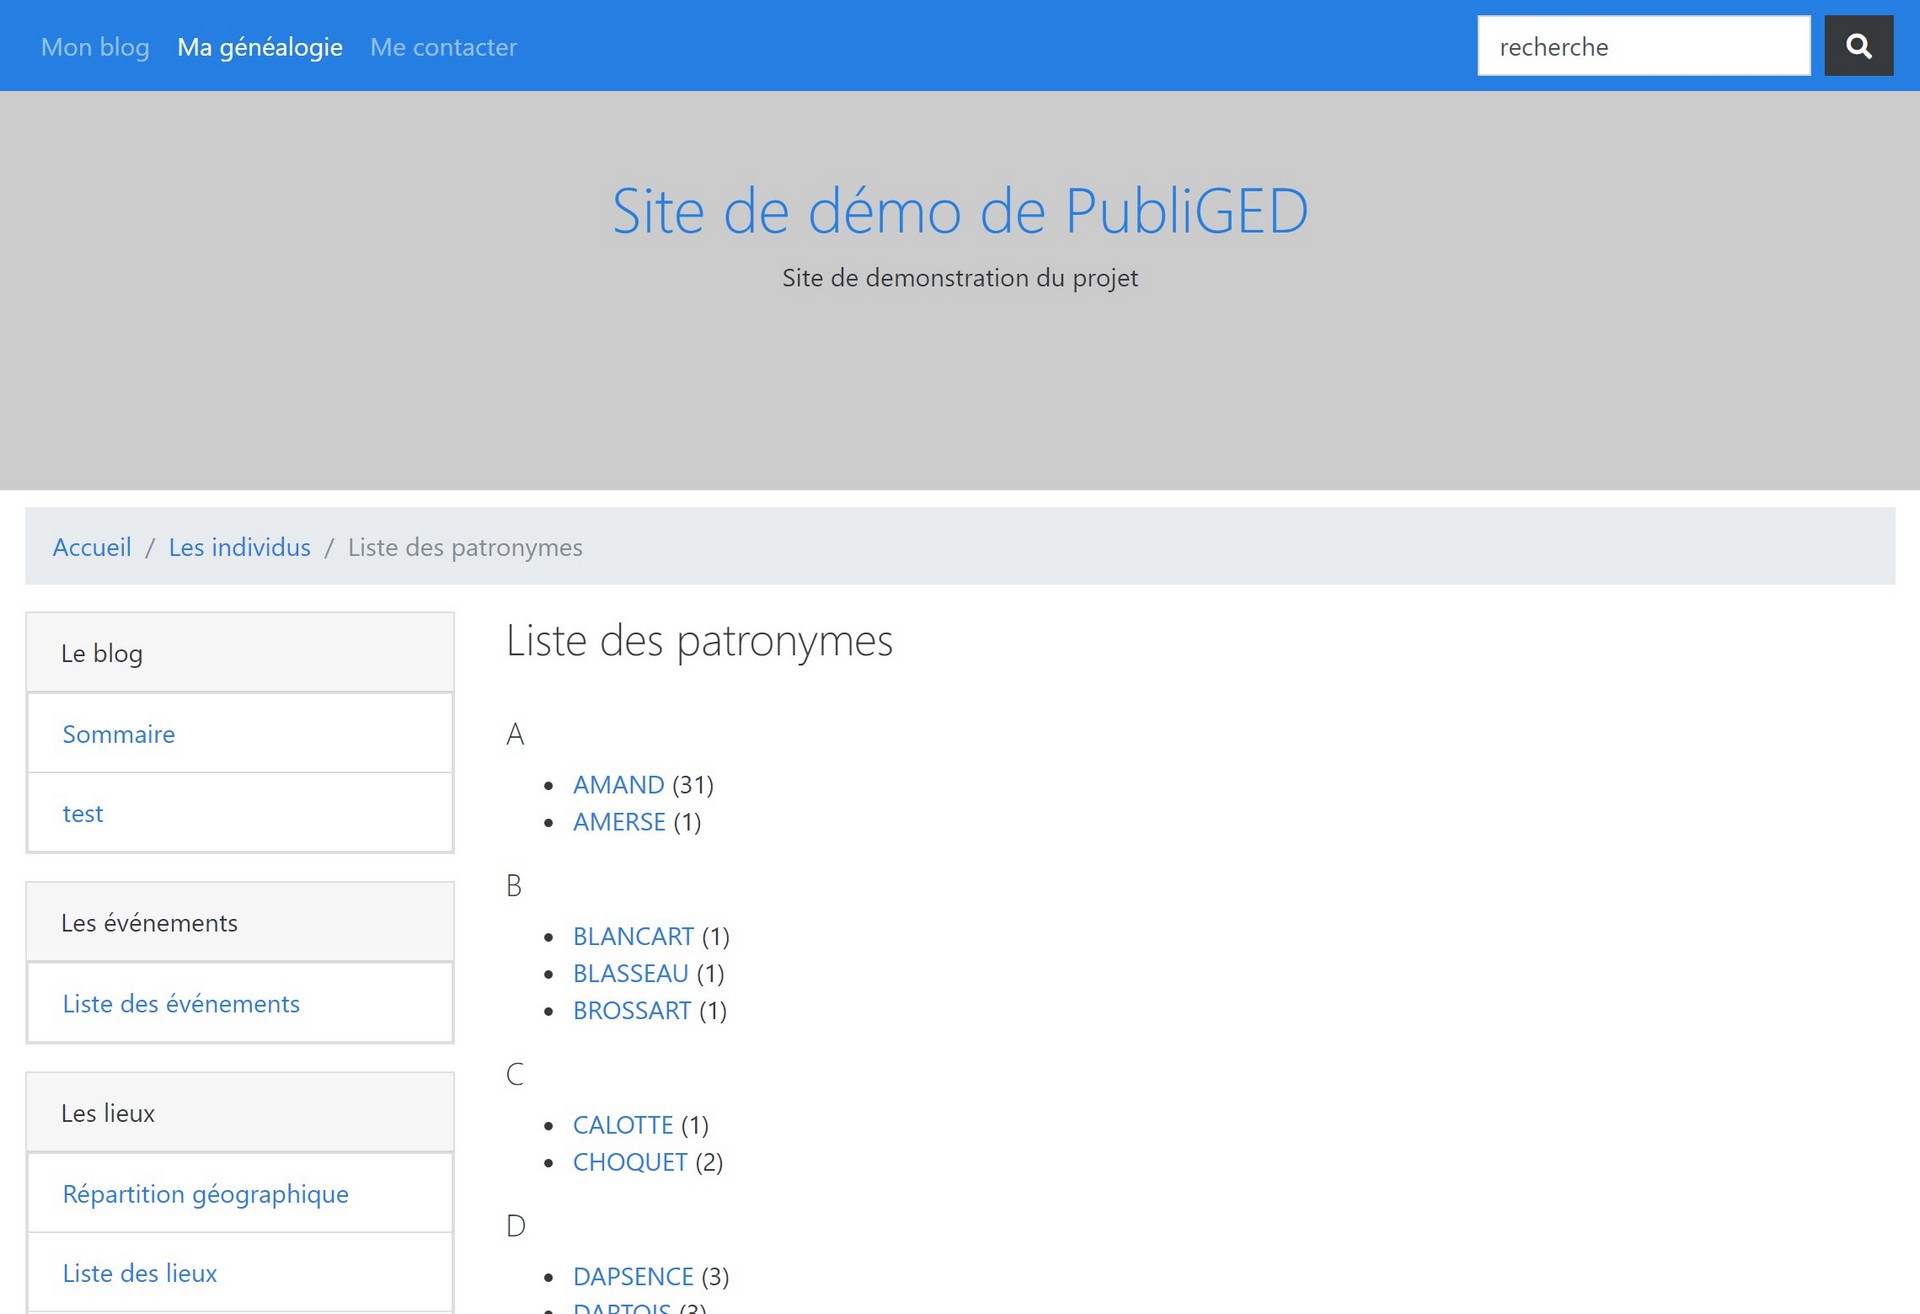 Mon blog Ma généalogie Me contacter recherche
Site de démo de PubliGED
Site de demonstration du projet
Accueil / Les individus / Liste des patronymes
Le blog
Sommaire
test
Les événements
Liste des événements
Les lieux
Répartition géographique
Liste des lieux
Liste des patronymes
A
AMAND (31)
AMERSE (1)
B
BLANCART (1)
BLASSEAU (1)
BROSSART (1)
C
CALOTTE (1)
CHOQUET (2)
D
DAPSENCE (3)
DARTOIS (3)